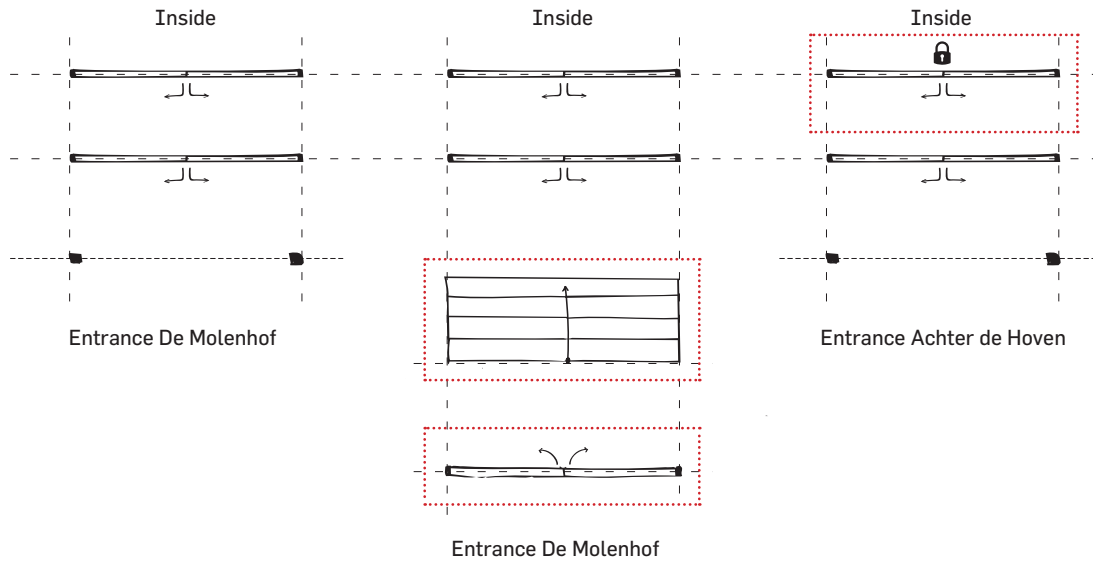 Inside
Inside
Inside
Entrance De Molenhof
Entrance Achter de Hoven
Entrance De Molenhof